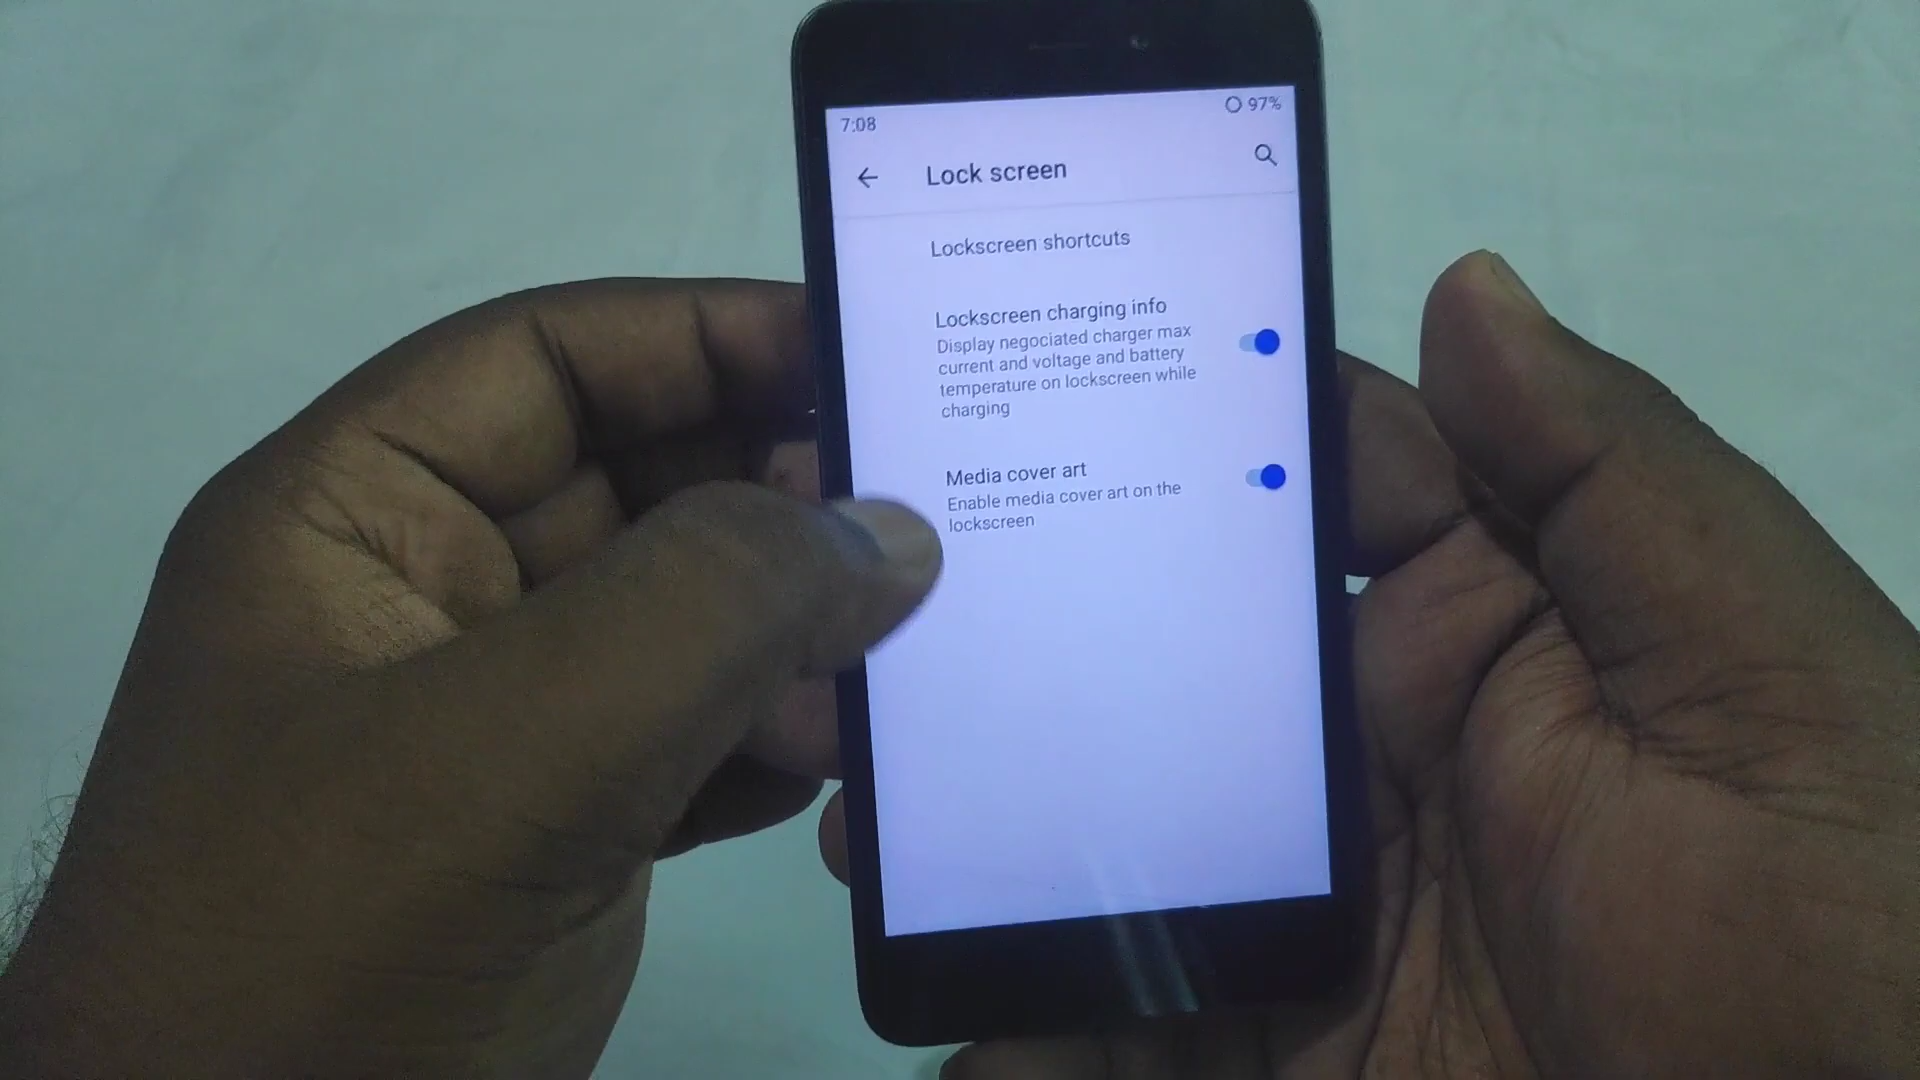 7:08
97%
Lock screen
Lockscreen shortcuts
Lockscreen charging info
Display negociated charger max
current and voltage and battery
temperature on lockscreen while
charging
Media cover art
Enable media cover art on the
lockscreen